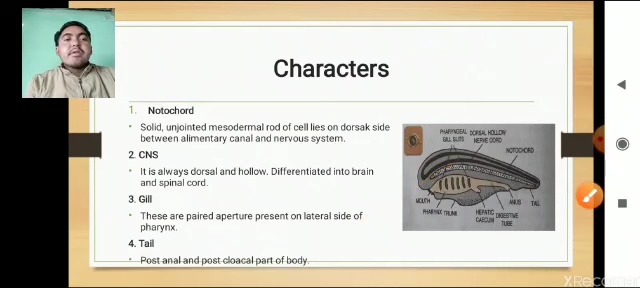 Characters
1. Notochord
• Solid, unjointed mesodermal rod of cell lies on dorsak side
between alimentary canal and nervous system.
2. CNS
• It is always dorsal and hollow. Differentiated into brain
and spinal cord.
3. Gill
• These are paired aperture present on lateral side of
pharynx.
4. Tail
• Post anal and post cloacal part of body.
PHARYNGEAL GILL SLITS
DORSAL HOLLOW NERVE CORD
NOTOCHORD
MOUTH
PHARYNX
TRUNK
HEPATIC CAECUM
DIGESTIVE TUBE
ANUS
TAIL
XRecorder